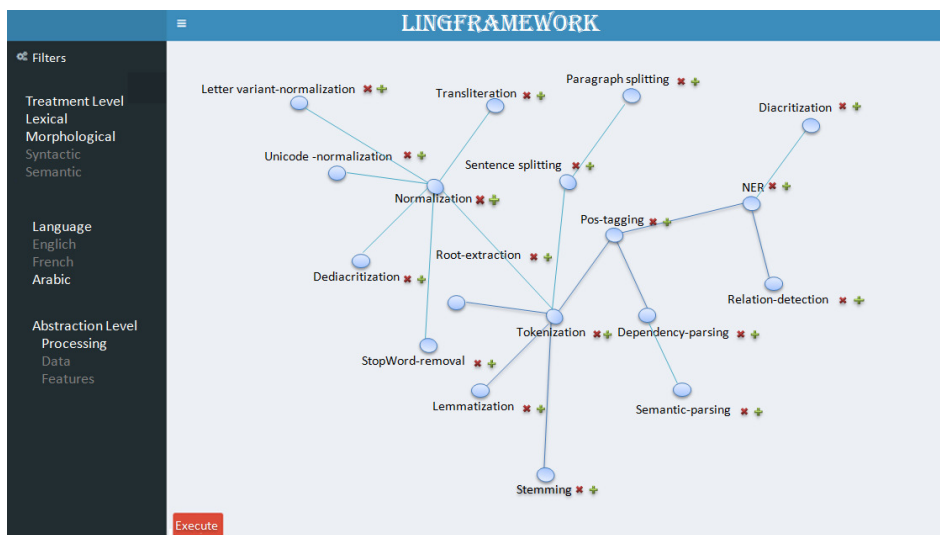 LINGFRAMEWORK
Filters
Treatment Level
Lexical
Morphological
Syntactic
Semantic
Language
Englich
French
Arabic
Abstraction Level
Processing
Data
Features
Paragraph splitting
Letter variant-normalization
Transliteration
Diacritization
Unicode -normalization
Sentence splitting
NER
Normalization
Pos-tagging
Root-extraction
Dediacritization
Relation-detection
Tokenization
Dependency-parsing
StopWord-removal
Lemmatization
Semantic-parsing
Stemming
Execute